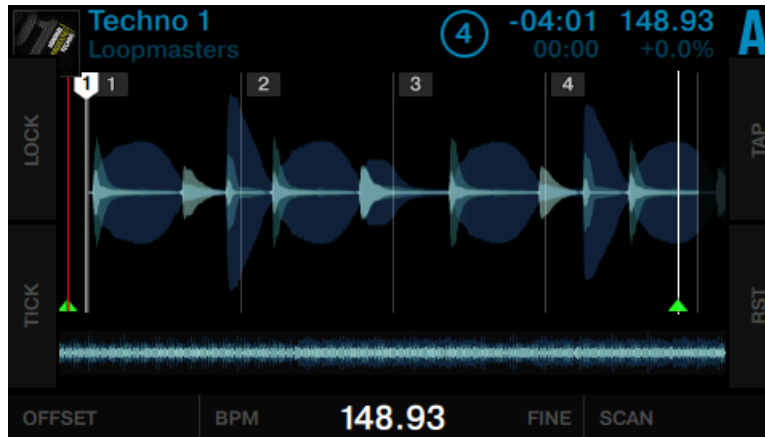 Techno 1
Loopmasters
4
-04:01 148.93
00:00 +0.0%
A
1 1 2 3 4
LOCK
TICK
TAP
RST
OFFSET BPM 148.93 FINE SCAN